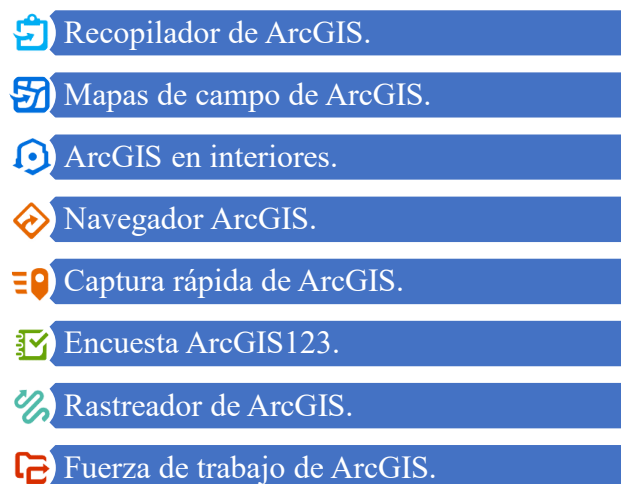 Recopilador de ArcGIS.
Mapas de campo de ArcGIS.
ArcGIS en interiores.
Navegador ArcGIS.
Captura rápida de ArcGIS.
Encuesta ArcGIS123.
Rastreador de ArcGIS.
Fuerza de trabajo de ArcGIS.